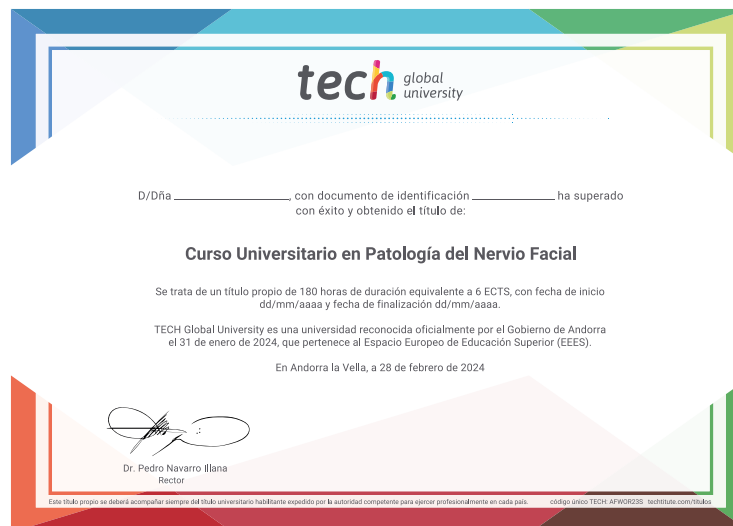 tech global university
D/Dña ____________, con documento de identificación ____________ ha superado
con éxito y obtenido el título de:
Curso Universitario en Patología del Nervio Facial
Se trata de un título propio de 180 horas de duración equivalente a 6 ECTS, con fecha de inicio
dd/mm/aaaa y fecha de finalización dd/mm/aaaa.
TECH Global University es una universidad reconocida oficialmente por el Gobierno de Andorra
el 31 de enero de 2024, que pertenece al Espacio Europeo de Educación Superior (EEES).
En Andorra la Vella, a 28 de febrero de 2024
Dr. Pedro Navarro Illana
Rector
Este título propio se deberá acompañar siempre del título universitario habilitante expedido por la autoridad competente para ejercer profesionalmente en cada país. código único TECH: AFWOR23S techtitute.com/titulos